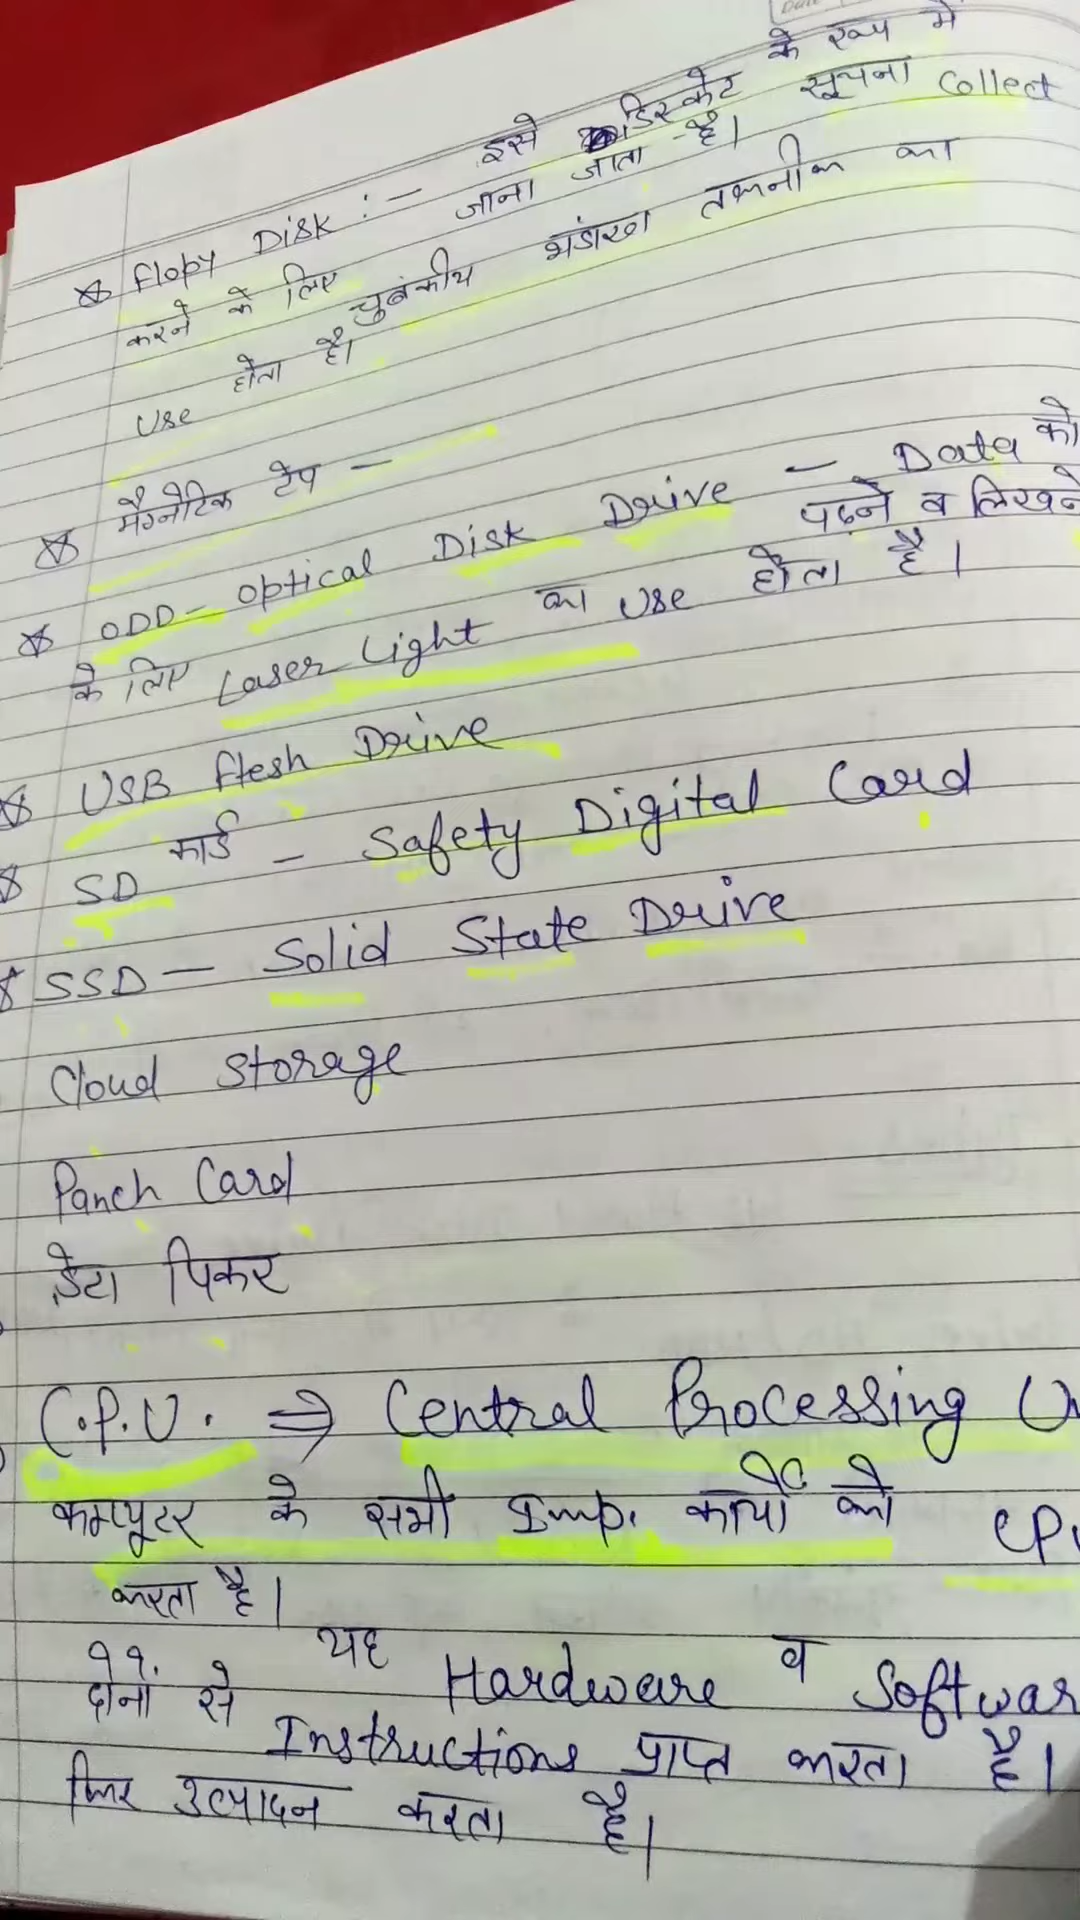 Flopy Disk :- इसे डिस्केट के रूप में
जाना जाता है। सूचना Collect
करने के लिए चुबंकीय भंडारण तकनीक का
Use होता है।
मैग्नेटिक टेप —
ODD — Optical Disk Drive — Data को
पढ़ने व लिखने
के लिए Laser Light का Use होता है।
USB flesh Drive
SD कार्ड — Safety Digital Card
SSD — Solid State Drive
Cloud Storage
Panch Card
डेटा पिकर
C.P.U. ⇒ Central Processing
कम्प्यूटर के सभी Imp. कार्यो को
करता है।
यह Hardware व
दोनों से Instructions प्राप्त करता है।
फिर उत्पादन करता है।